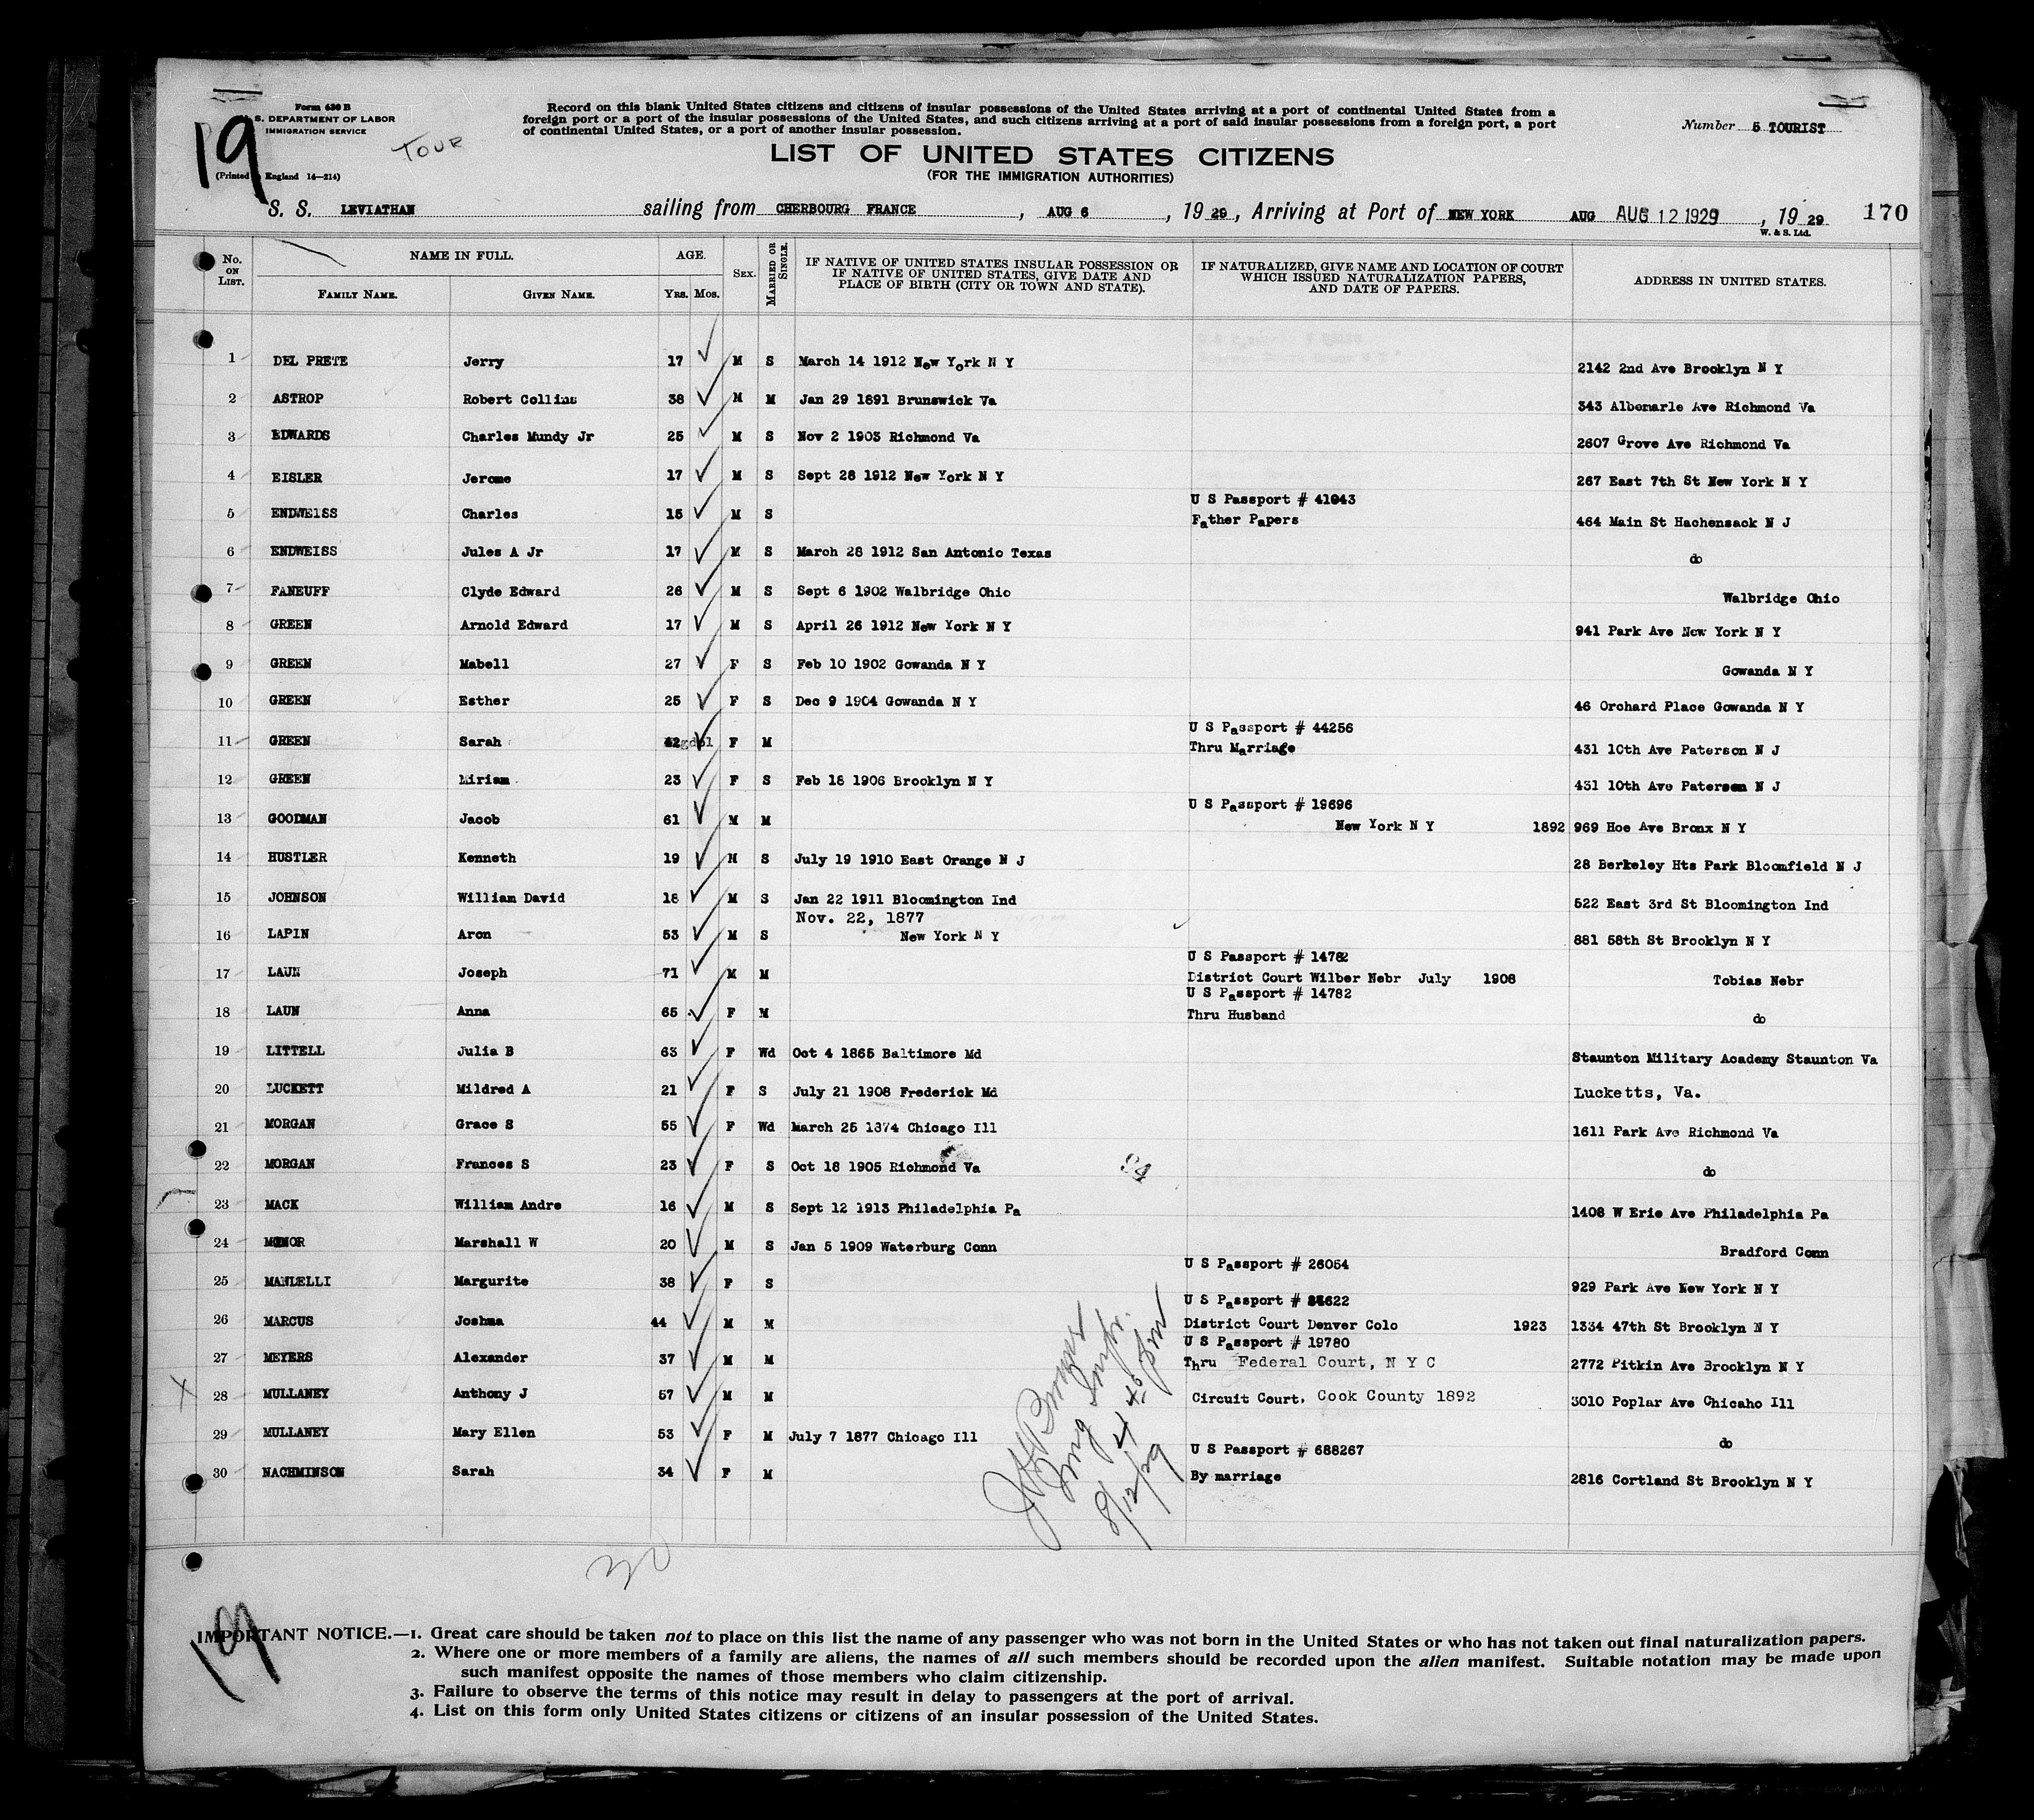 Form 630 B
S. DEPARTMENT OF LABOR
IMMIGRATION SERVICE
(Printed England 14—214)
19
TOUR
Record on this blank United States citizens and citizens of insular possessions of the United States arriving at a port of continental United States from a
foreign port or a port of the insular possessions of the United States, and such citizens arriving at a port of said insular possessions from a foreign port, a port
of continental United States, or a port of another insular possession.
Number 5 TOURIST
LIST OF UNITED STATES CITIZENS
(FOR THE IMMIGRATION AUTHORITIES)
S. S. LEVIATHAN sailing from CHERBOURG FRANCE, AUG 6, 19 29, Arriving at Port of NEW YORK AUG AUG 12 1929, 19 29 170
W. & S. Ltd.
No. ON LIST. NAME IN FULL. FAMILY NAME. GIVEN NAME. AGE. YRS. MOS. SEX. MARRIED OR SINGLE. IF NATIVE OF UNITED STATES INSULAR POSSESSION OR IF NATIVE OF UNITED STATES, GIVE DATE AND PLACE OF BIRTH (CITY OR TOWN AND STATE). IF NATURALIZED, GIVE NAME AND LOCATION OF COURT WHICH ISSUED NATURALIZATION PAPERS, AND DATE OF PAPERS. ADDRESS IN UNITED STATES.
1 DEL PRETE Jerry 17 M S March 14 1912 New York N Y 2142 2nd Ave Brooklyn N Y
2 ASTROP Robert Collins 38 M M Jan 29 1891 Brunswick Va 343 Albemarle Ave Richmond Va
3 EDWARDS Charles Mundy Jr 25 M S Nov 2 1903 Richmond Va 2607 Grove Ave Richmond Va
4 EISLER Jerome 17 M S Sept 28 1912 New York N Y 267 East 7th St New York N Y
U S Passport # 41943
5 ENDWEISS Charles 15 M S Father Papers 464 Main St Hachensack N J
6 ENDWEISS Jules A Jr 17 M S March 28 1912 San Antonio Texas do
7 FANEUFF Clyde Edward 26 M S Sept 6 1902 Walbridge Ohio Walbridge Ohio
8 GREEN Arnold Edward 17 M S April 26 1912 New York N Y 941 Park Ave New York N Y
9 GREEN Mabell 27 F S Feb 10 1902 Gowanda N Y Gowanda N Y
10 GREEN Esther 25 F S Dec 9 1904 Gowanda N Y 46 Orchard Place Gowanda N Y
U S Passport # 44256
11 GREEN Sarah 42 F M Thru Marriage 431 10th Ave Paterson N J
12 GREEN Miriam 23 F S Feb 18 1906 Brooklyn N Y 431 10th Ave Paterson N J
U S Passport # 19696
13 GOODMAN Jacob 61 M M New York N Y 1892 969 Hoe Ave Bronx N Y
14 HUSTLER Kenneth 19 M S July 19 1910 East Orange N J 28 Berkeley Hts Park Bloomfield N J
15 JOHNSON William David 18 M S Jan 22 1911 Bloomington Ind 522 East 3rd St Bloomington Ind
Nov. 22, 1877
16 LAPIN Aron 53 M S New York N Y 881 58th St Brooklyn N Y
U S Passport # 14782
17 LAUN Joseph 71 M M District Court Wilber Nebr July 1908 Tobias Nebr
U S Passport # 14782
18 LAUN Anna 65 F M Thru Husband do
19 LITTELL Julia B 63 F Wd Oct 4 1865 Baltimore Md Staunton Military Academy Staunton Va
20 LUCKETT Mildred A 21 F S July 21 1908 Frederick Md Lucketts, Va.
21 MORGAN Grace S 55 F Wd March 25 1874 Chicago Ill 1611 Park Ave Richmond Va
22 MORGAN Frances S 23 F S Oct 18 1905 Richmond Va do
23 MACK William Andre 16 M S Sept 12 1913 Philadelphia Pa 1408 W Erie Ave Philadelphia Pa
24 MINOR Marshall W 20 M S Jan 5 1909 Waterburg Conn Bradford Conn
U S Passport # 26054
25 MANDELLI Margurite 38 F S 929 Park Ave New York N Y
U S Passport #
26 MARCUS Joshua 44 M M District Court Denver Colo 1923 1334 47th St Brooklyn N Y
U S Passport # 19780
27 MEYERS Alexander 37 M M Thru Federal Court, N Y C 2772 Pitkin Ave Brooklyn N Y
28 MULLANEY Anthony J 57 M M Circuit Court, Cook County 1892 3010 Poplar Ave Chicaho Ill
29 MULLANEY Mary Ellen 53 F M July 7 1877 Chicago Ill do
U S Passport # 688267
30 NACHMINSON Sarah 34 F M By marriage 2816 Cortland St Brooklyn N Y
8/12/29
30
19
IMPORTANT NOTICE.—1. Great care should be taken not to place on this list the name of any passenger who was not born in the United States or who has not taken out final naturalization papers.
2. Where one or more members of a family are aliens, the names of all such members should be recorded upon the alien manifest. Suitable notation may be made upon
such manifest opposite the names of those members who claim citizenship.
3. Failure to observe the terms of this notice may result in delay to passengers at the port of arrival.
4. List on this form only United States citizens or citizens of an insular possession of the United States.